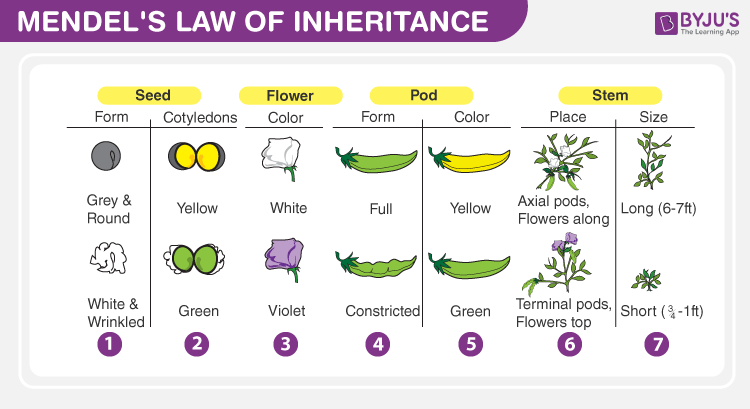 MENDEL'S LAW OF INHERITANCE
BYJU'S
The Learning App
Seed
Flower
Pod
Stem
Form
Cotyledons
Color
Form
Color
Place
Size
Grey &
Round
Yellow
White
Full
Yellow
Axial pods,
Flowers along
Long (6-7ft)
White &
Wrinkled
Green
Violet
Constricted
Green
Terminal pods,
Flowers top
Short (¾-1ft)
1
2
3
4
5
6
7